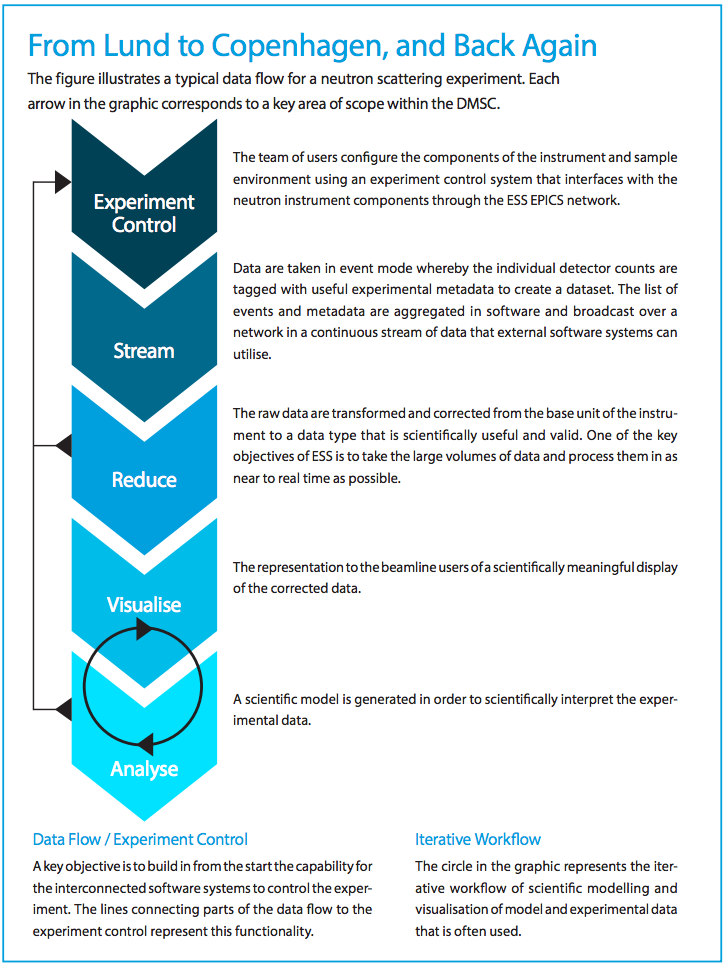 From Lund to Copenhagen, and Back Again
The figure illustrates a typical data flow for a neutron scattering experiment. Each
arrow in the graphic corresponds to a key area of scope within the DMSC.
Experiment
Control
The team of users configure the components of the instrument and sample
environment using an experiment control system that interfaces with the
neutron instrument components through the ESS EPICS network.
Stream
Data are taken in event mode whereby the individual detector counts are
tagged with useful experimental metadata to create a dataset. The list of
events and metadata are aggregated in software and broadcast over a
network in a continuous stream of data that external software systems can
utilise.
Reduce
The raw data are transformed and corrected from the base unit of the instru-
ment to a data type that is scientifically useful and valid. One of the key
objectives of ESS is to take the large volumes of data and process them in as
near to real time as possible.
Visualise
The representation to the beamline users of a scientifically meaningful display
of the corrected data.
Analyse
A scientific model is generated in order to scientifically interpret the exper-
imental data.
Data Flow / Experiment Control
A key objective is to build in from the start the capability for
the interconnected software systems to control the exper-
iment. The lines connecting parts of the data flow to the
experiment control represent this functionality.
Iterative Workflow
The circle in the graphic represents the iter-
ative workflow of scientific modelling and
visualisation of model and experimental data
that is often used.